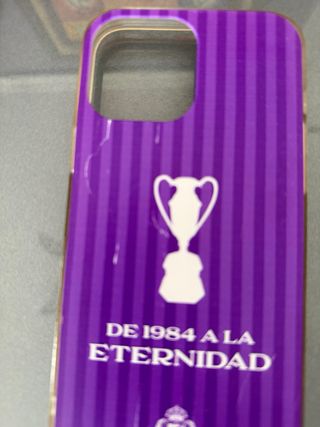 DE 1984 A LA
ETERNIDAD